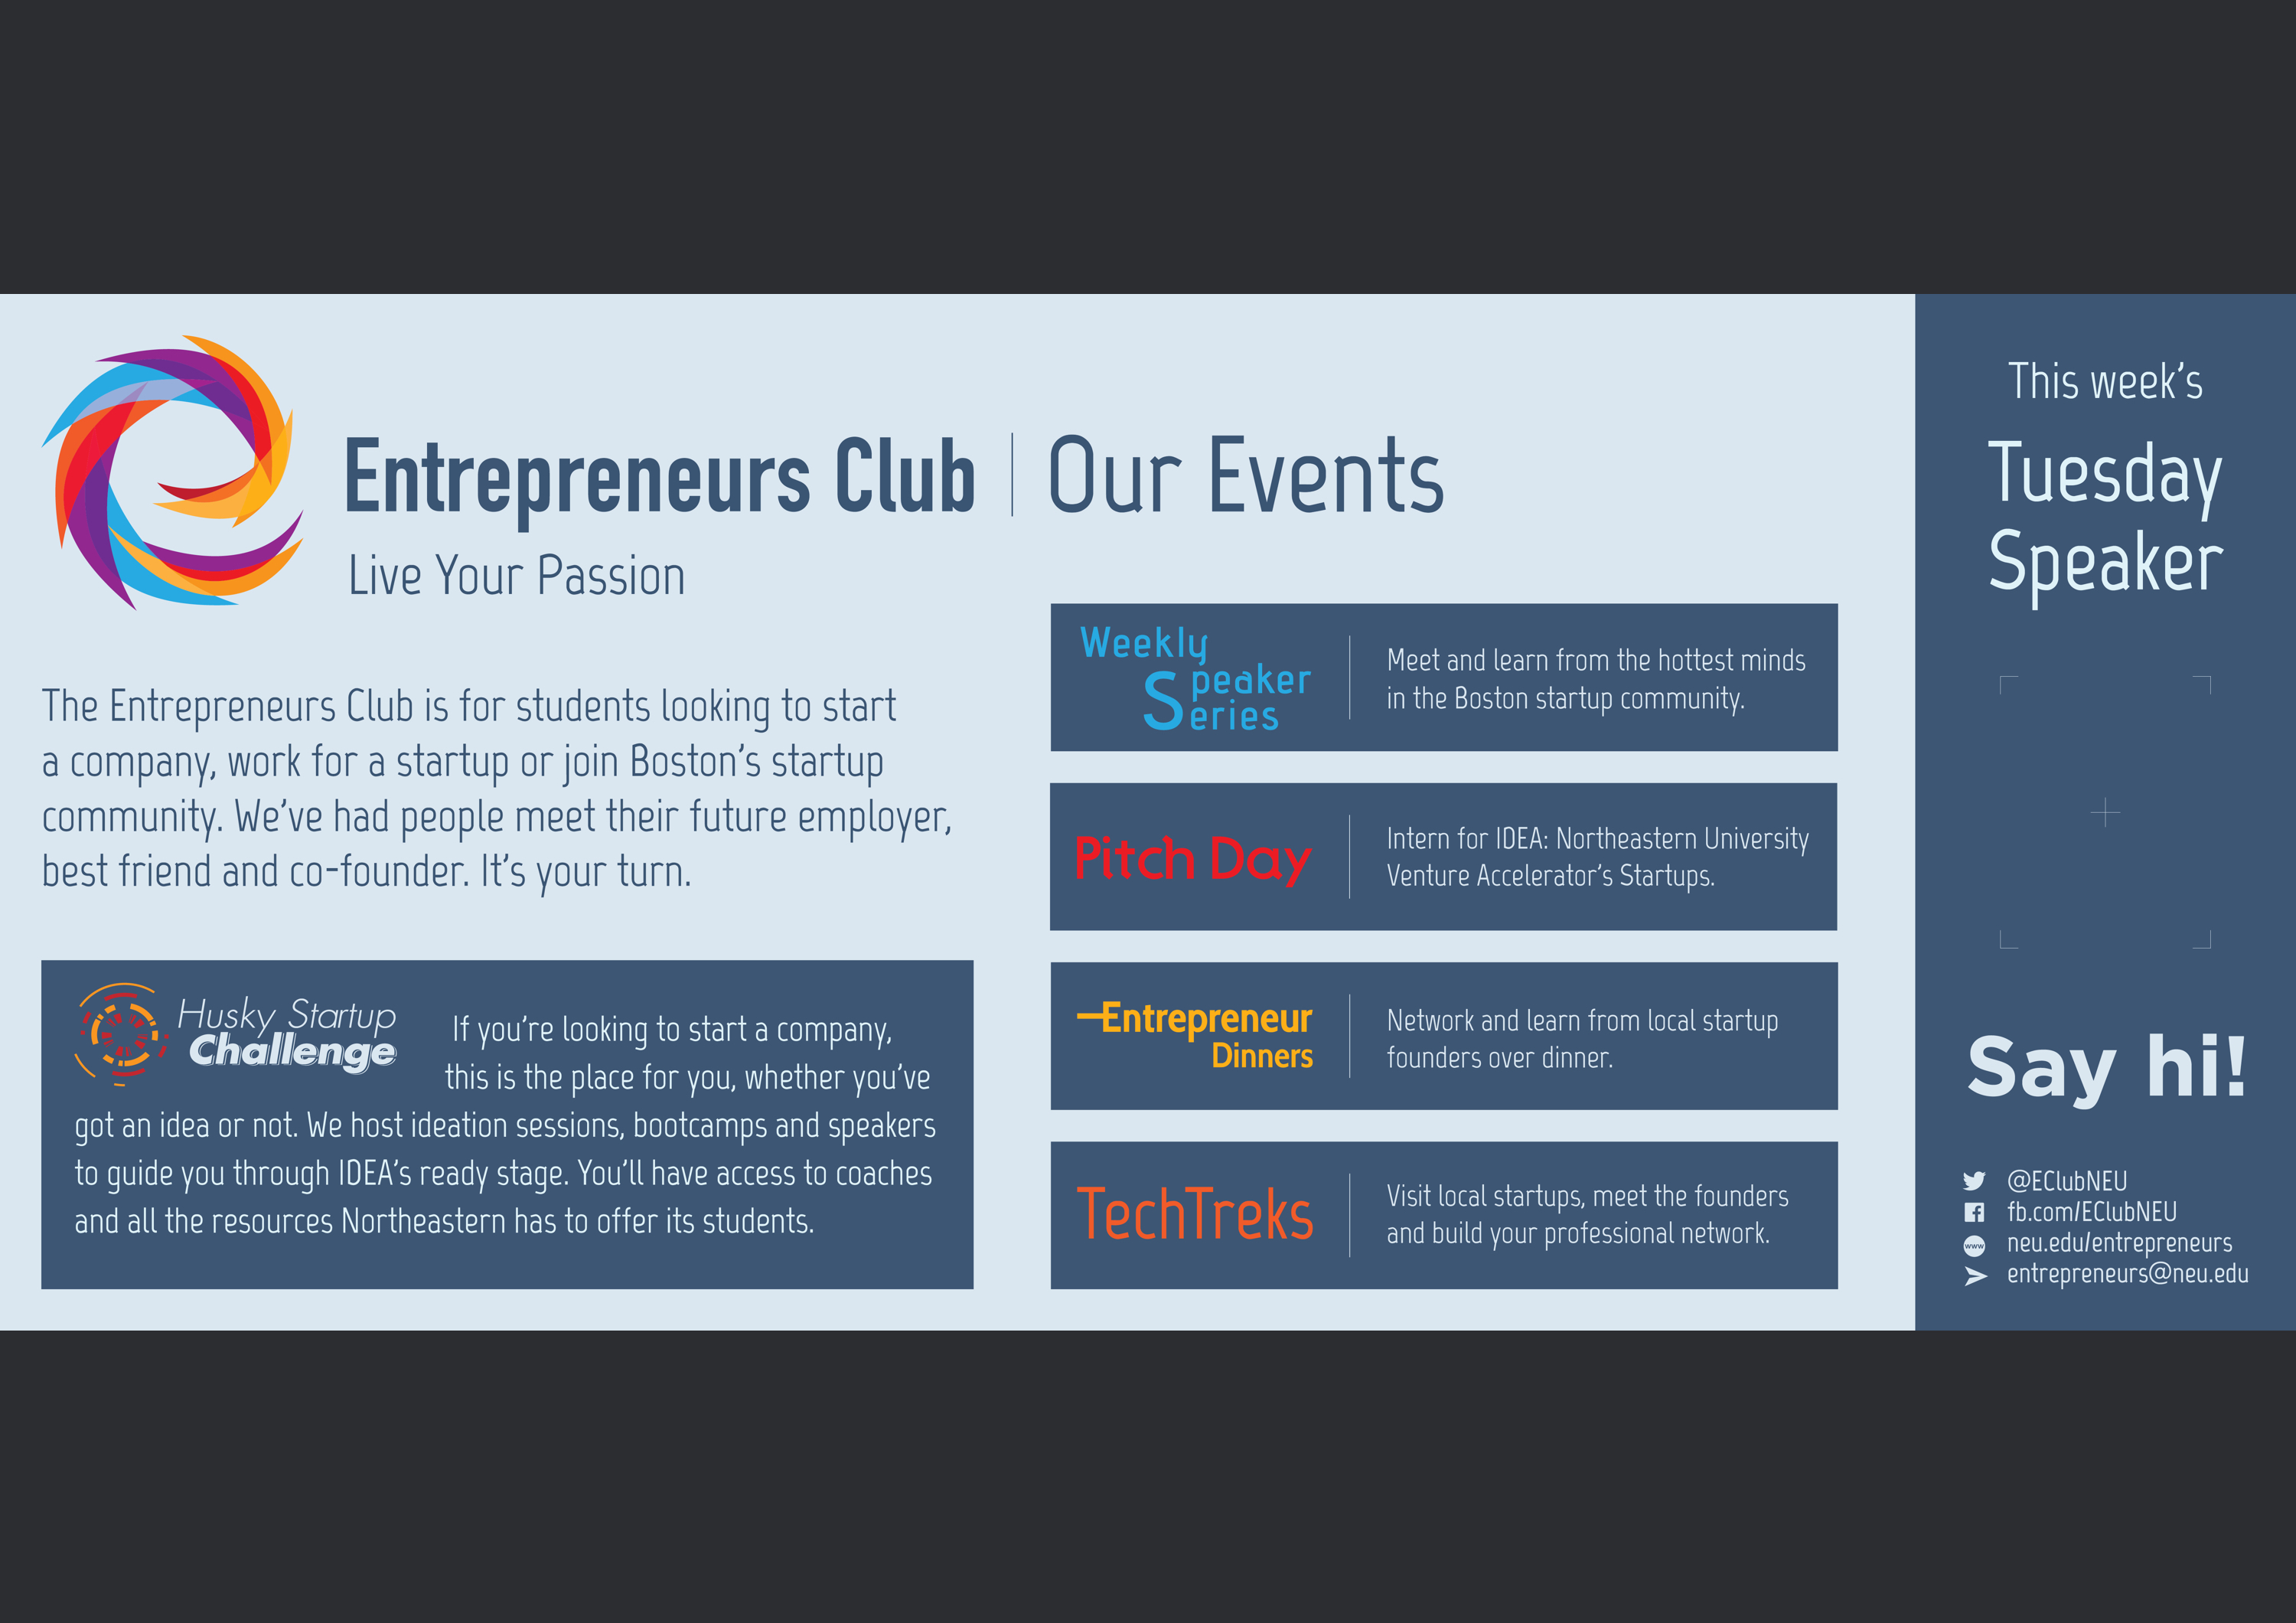 Entrepreneurs Club
Live Your Passion
The Entrepreneurs Club is for students looking to start
a company, work for a startup or join Boston's startup
community. We've had people meet their future employer,
best friend and co-founder. It's your turn.
Husky Startup
Challenge
If you're looking to start a company,
this is the place for you, whether you've
got an idea or not. We host ideation sessions, bootcamps and speakers
to guide you through IDEA's ready stage. You'll have access to coaches
and all the resources Northeastern has to offer its students.
Our Events
Weekly
Speaker
Series
Meet and learn from the hottest minds
in the Boston startup community.
Pitch Day
Intern for IDEA: Northeastern University
Venture Accelerator's Startups.
Entrepreneur
Dinners
Network and learn from local startup
founders over dinner.
TechTreks
Visit local startups, meet the founders
and build your professional network.
This week's
Tuesday
Speaker
Say hi!
@EClubNEU
fb.com/EClubNEU
www neu.edu/entrepreneurs
entrepreneurs@neu.edu